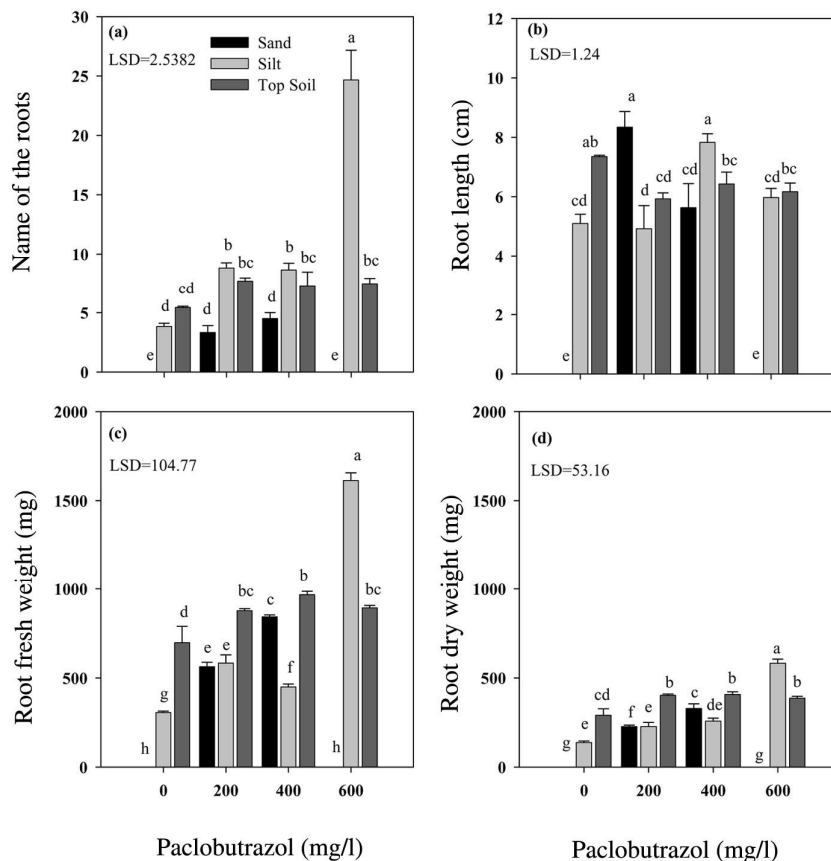 (a)
LSD=2.5382
Sand
Silt
Top Soil
Name of the roots
30
25
20
15
10
5
0
e
d
cd
d
b
bc
d
b
bc
e
a
bc
(b)
LSD=1.24
Root length (cm)
12
10
8
6
4
2
0
e
cd
ab
a
d
cd
cd
a
bc
e
cd
bc
(c)
LSD=104.77
Root fresh weight (mg)
2000
1500
1000
500
0
h
g
d
e
e
bc
c
f
b
h
a
bc
0
200
400
600
Paclobutrazol (mg/l)
(d)
LSD=53.16
Root dry weight (mg)
2000
1500
1000
500
0
g
e
cd
f
e
b
c
de
b
g
a
b
0
200
400
600
Paclobutrazol (mg/l)